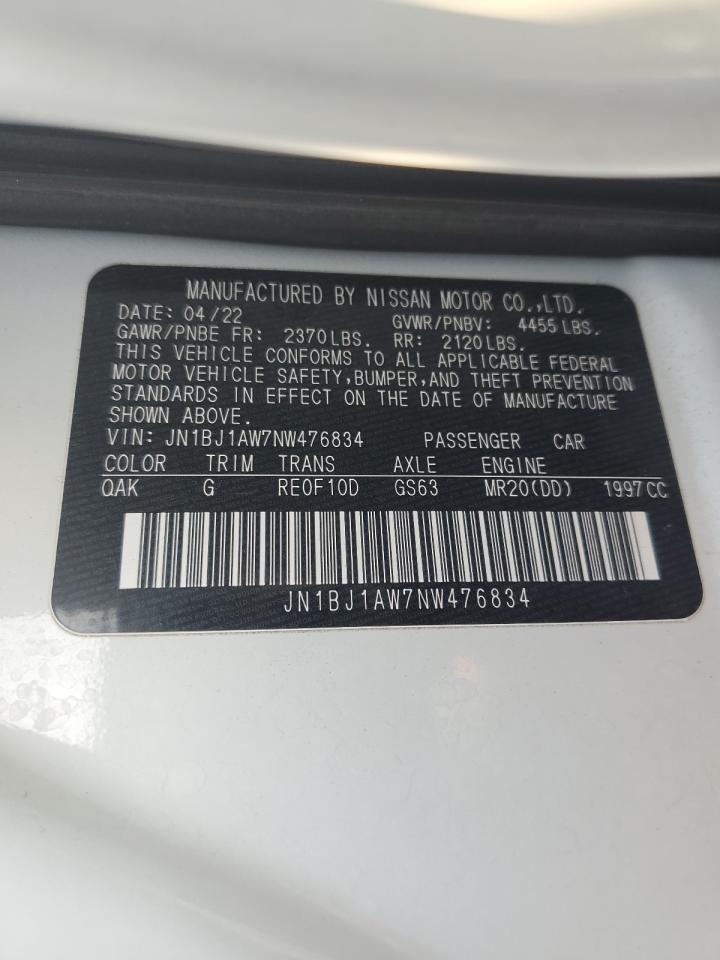 MANUFACTURED BY NISSAN MOTOR CO.,LTD.
DATE: 04/22 GVWR/PNBV: 4455 LBS.
GAWR/PNBE FR: 2370LBS. RR: 2120LBS.
THIS VEHICLE CONFORMS TO ALL APPLICABLE FEDERAL
MOTOR VEHICLE SAFETY,BUMPER,AND THEFT PREVENTION
STANDARDS IN EFFECT ON THE DATE OF MANUFACTURE
SHOWN ABOVE.
VIN: JN1BJ1AW7NW476834 PASSENGER CAR
COLOR TRIM TRANS AXLE ENGINE
QAK G RE0F10D GS63 MR20(DD) 1997CC
JN1BJ1AW7NW476834